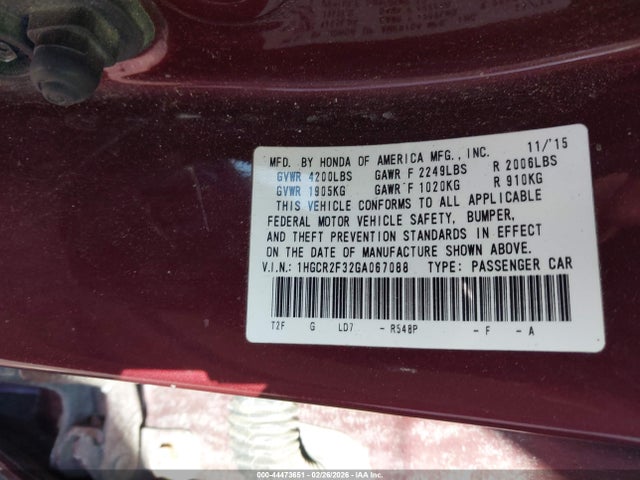 MFD. BY HONDA OF AMERICA MFG., INC. 11/'15
GVWR 4200LBS GAWR F 2249LBS R 2006LBS
GVWR 1905KG GAWR F 1020KG R 910KG
THIS VEHICLE CONFORMS TO ALL APPLICABLE
FEDERAL MOTOR VEHICLE SAFETY, BUMPER,
AND THEFT PREVENTION STANDARDS IN EFFECT
ON THE DATE OF MANUFACTURE SHOWN ABOVE.
V.I.N.: 1HGCR2F32GA067088 TYPE: PASSENGER CAR
T2F G LD7 - R548P - F - A
000-44473651 | 02/26/2026 - IAA Inc.